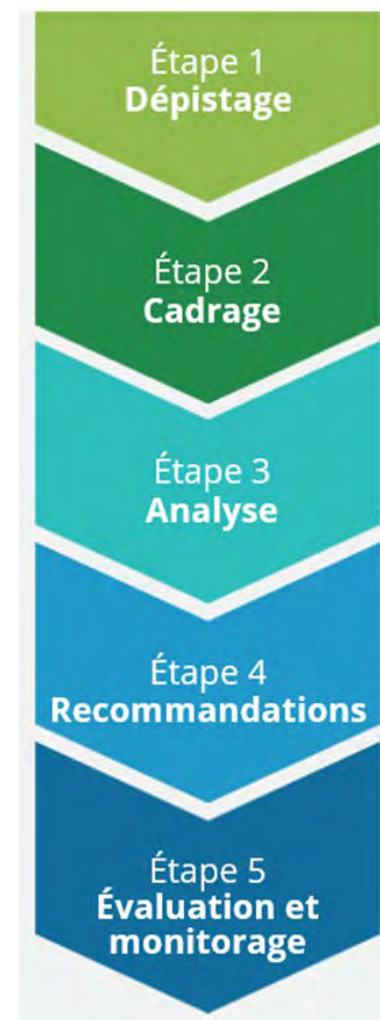 Étape 1
Dépistage
Étape 2
Cadrage
Étape 3
Analyse
Étape 4
Recommandations
Étape 5
Évaluation et
monitorage